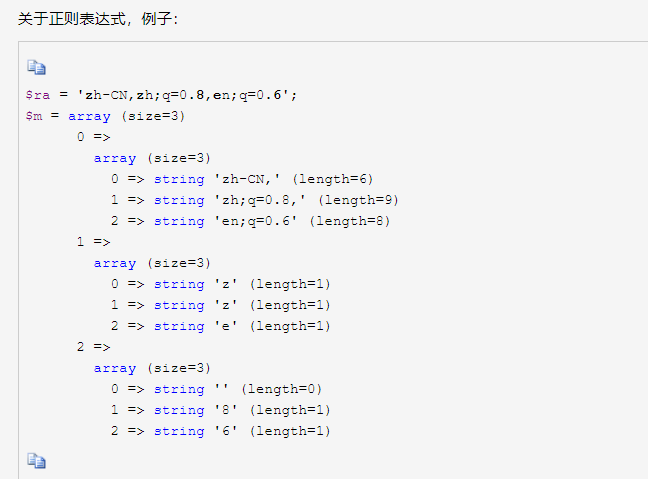 关于正则表达式，例子：
$ra = 'zh-CN,zh;q=0.8,en;q=0.6';
$m = array (size=3)
      0 =>
        array (size=3)
          0 => string 'zh-CN,' (length=6)
          1 => string 'zh;q=0.8,' (length=9)
          2 => string 'en;q=0.6' (length=8)
      1 =>
        array (size=3)
          0 => string 'z' (length=1)
          1 => string 'z' (length=1)
          2 => string 'e' (length=1)
      2 =>
        array (size=3)
          0 => string '' (length=0)
          1 => string '8' (length=1)
          2 => string '6' (length=1)